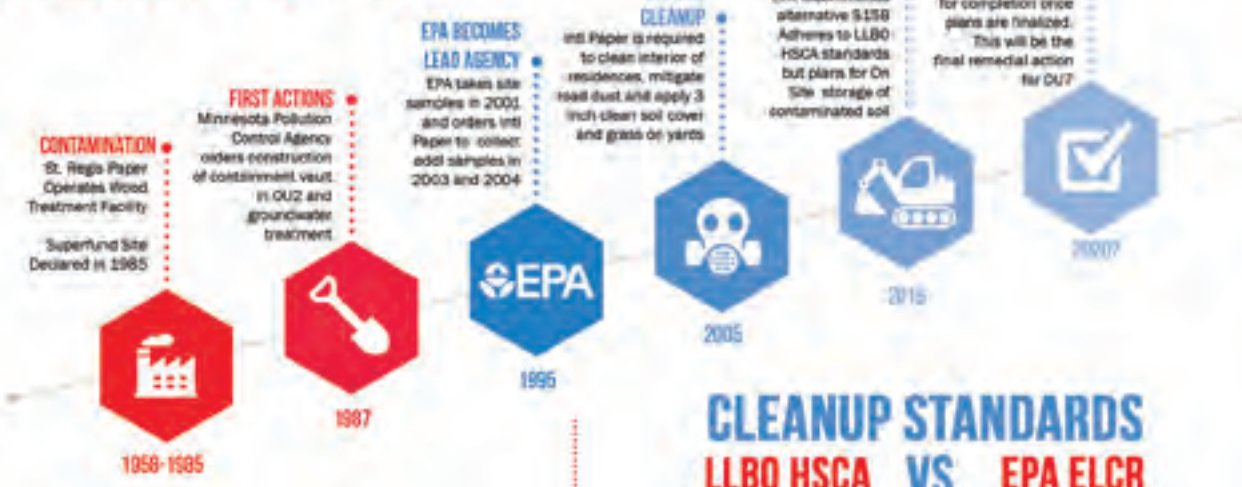 CONTAMINATION
St. Regis Paper
Operates Wood
Treatment Facility
Superfund Site
Declared in 1985
1958-1985
FIRST ACTIONS
Minnesota Pollution
Control Agency
orders construction
of containment vault
in OU2 and
groundwater
treatment
1987
EPA BECOMES
LEAD AGENCY
EPA takes site
samples in 2001
and orders Intl
Paper to collect
addl samples in
2003 and 2004
EPA
1995
CLEANUP
Intl Paper is required
to clean interior of
residences, mitigate
road dust and apply 3
inch clean soil cover
and grass on yards
2005
alternative S15B
Adheres to LLBO
HSCA standards
but plans for On
Site storage of
contaminated soil
2015
for completion once
plans are finalized.
This will be the
final remedial action
for OU7
2020?
CLEANUP STANDARDS
LLBO HSCA VS EPA ELCR